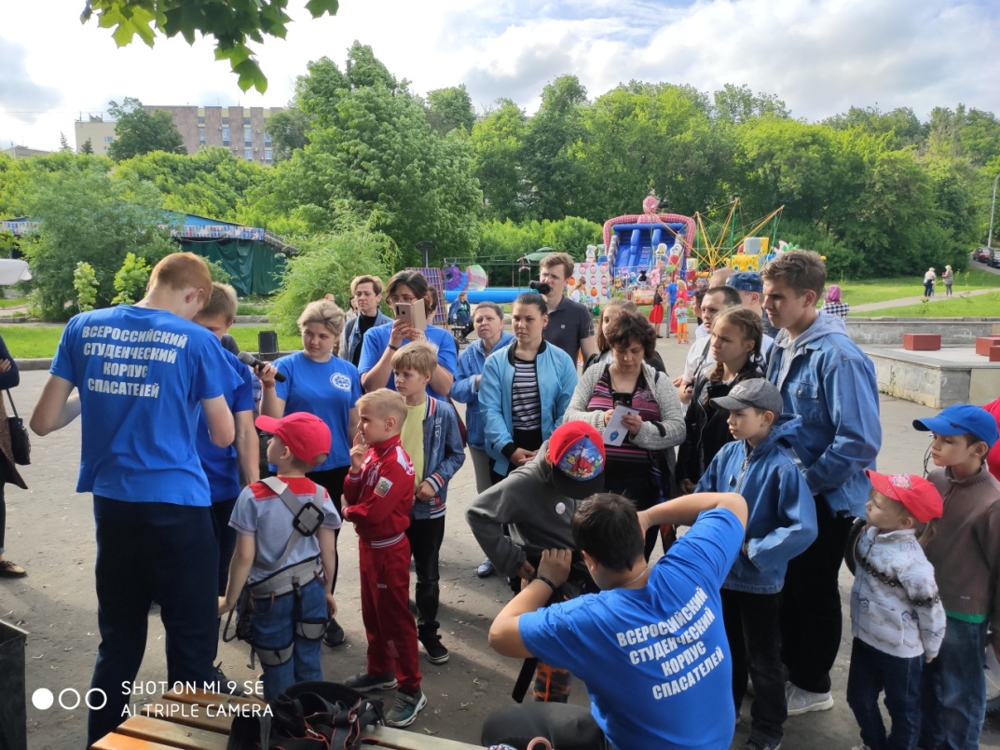 ВСЕРОССИЙСКИЙ
СТУДЕНЧЕСКИЙ
КОРПУС
СПАСАТЕЛЕЙ
ВСЕРОССИЙСКИЙ
СТУДЕНЧЕСКИЙ
КОРПУС
СПАСАТЕЛЕЙ
SHOT ON MI 9 SE
AI TRIPLE CAMERA